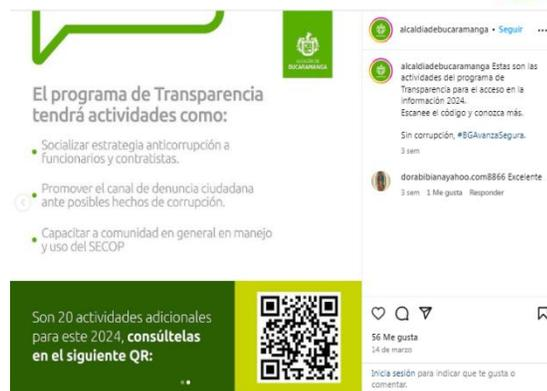 ALCALDÍA DE
BUCARAMANGA
El programa de Transparencia
tendrá actividades como:
Socializar estrategia anticorrupción a
funcionarios y contratistas.
Promover el canal de denuncia ciudadana
ante posibles hechos de corrupción.
Capacitar a comunidad en general en manejo
y uso del SECOP
Son 20 actividades adicionales
para este 2024, consúltelas
en el siguiente QR:
alcaldíadebucaramanga • Seguir ...
alcaldíadebucaramanga Estas son las
actividades del programa de
Transparencia para el acceso en la
información 2024.
Escanee el código y conozca más.
Sin corrupción, #BGAvanzaSegura.
3 sem
dorabibianayahoo.com8866 Excelente
3 sem 1 Me gusta Responder
56 Me gusta
14 de marzo
Inicia sesión para indicar que te gusta o
comentar.